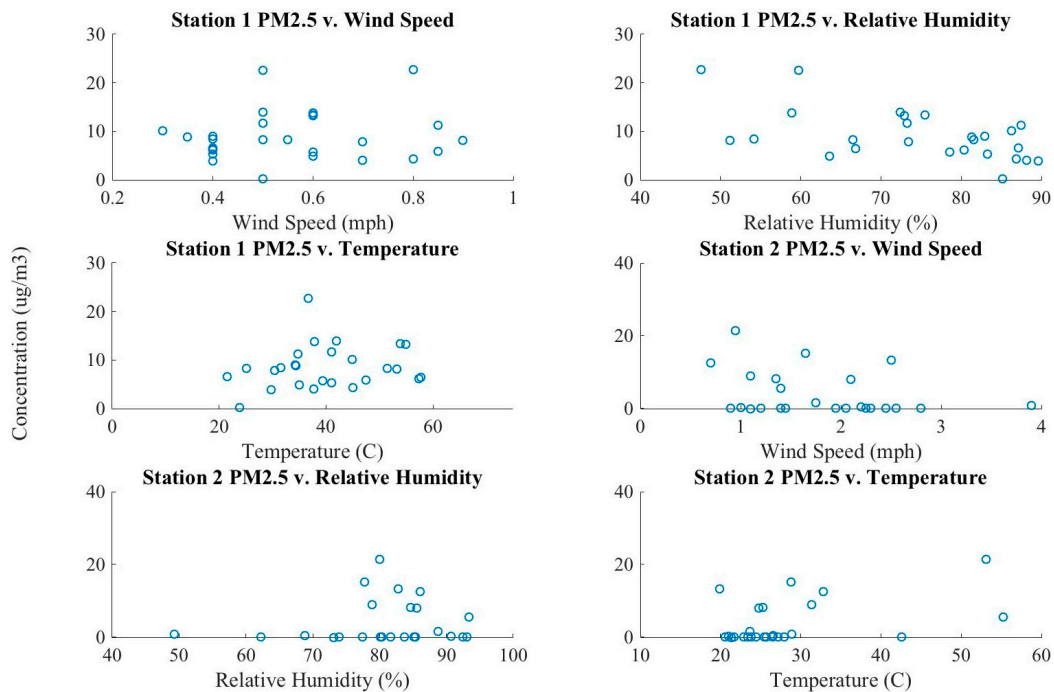 Station 1 PM2.5 v. Wind Speed
30
20
10
0
0.2 0.4 0.6 0.8 1
Wind Speed (mph)
Station 1 PM2.5 v. Relative Humidity
30
20
10
0
40 50 60 70 80 90
Relative Humidity (%)
Concentration (ug/m3)
Station 1 PM2.5 v. Temperature
30
20
10
0
0 20 40 60
Temperature (C)
Station 2 PM2.5 v. Wind Speed
40
20
0
0 1 2 3 4
Wind Speed (mph)
Station 2 PM2.5 v. Relative Humidity
40
20
0
40 50 60 70 80 90 100
Relative Humidity (%)
Station 2 PM2.5 v. Temperature
40
20
0
10 20 30 40 50 60
Temperature (C)